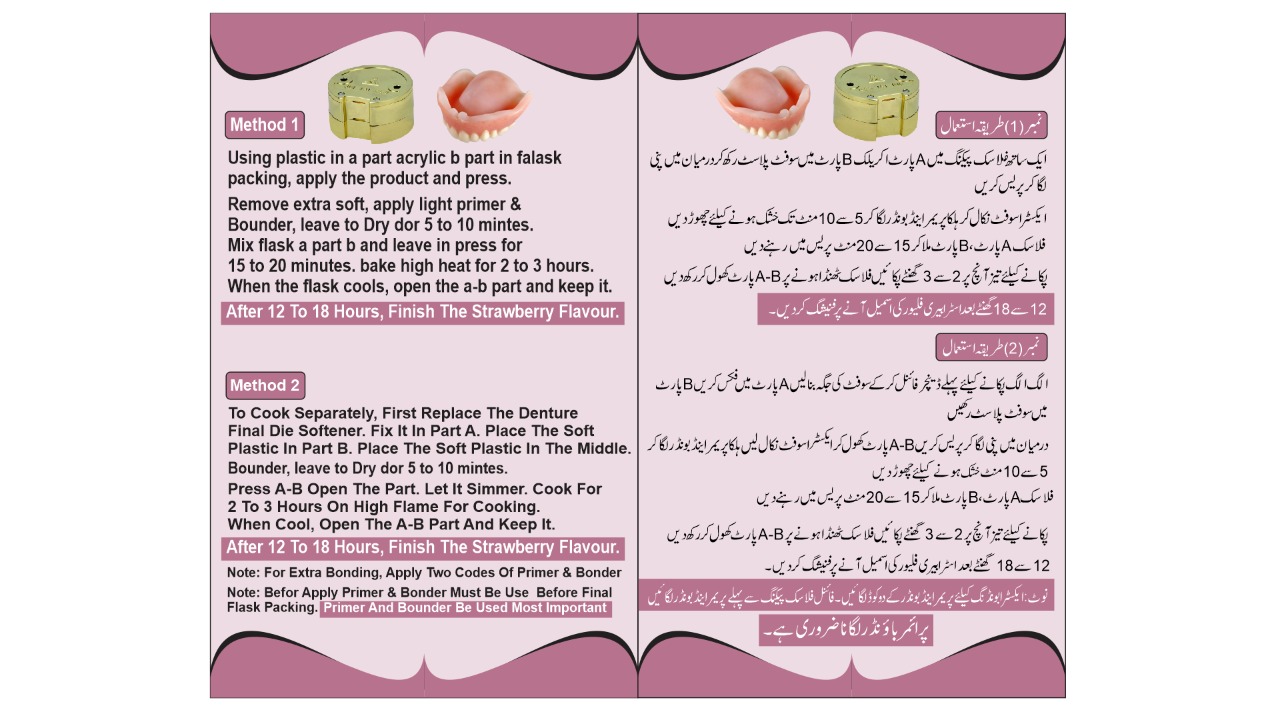 Method 1
Using plastic in a part acrylic b part in falask
packing, apply the product and press.
Remove extra soft, apply light primer &
Bounder, leave to Dry dor 5 to 10 mintes.
Mix flask a part b and leave in press for
15 to 20 minutes. bake high heat for 2 to 3 hours.
When the flask cools, open the a-b part and keep it.
After 12 To 18 Hours, Finish The Strawberry Flavour.
Method 2
To Cook Separately, First Replace The Denture
Final Die Softener. Fix It In Part A. Place The Soft
Plastic In Part B. Place The Soft Plastic In The Middle.
Bounder, leave to Dry dor 5 to 10 mintes.
Press A-B Open The Part. Let It Simmer. Cook For
2 To 3 Hours On High Flame For Cooking.
When Cool, Open The A-B Part And Keep It.
After 12 To 18 Hours, Finish The Strawberry Flavour.
Note: For Extra Bonding, Apply Two Codes Of Primer & Bonder
Note: Befor Apply Primer & Bonder Must Be Use Before Final
Flask Packing. Primer And Bounder Be Used Most Important
نمبر (1) طریقہ استعمال
ایک ساتھ فلاسک پیکنگ میں A پارٹ اکریلک B پارٹ میں سوفٹ پلاسٹ رکھ کر درمیان میں پنی
لگا کر پریس کریں
ایکسٹرا سوفٹ نکال کر ہلکا پریمر اینڈ بونڈر لگا کر 5 سے 10 منٹ تک خشک ہونے کیلئے چھوڑ دیں
فلاسک A پارٹ، B پارٹ ملا کر 15 سے 20 منٹ پریس میں رہنے دیں
پکانے کیلئے تیز آنچ پر 2 سے 3 گھنٹے پکائیں فلاسک ٹھنڈا ہونے پر A-B پارٹ کھول کر رکھ دیں
12 سے 18 گھنٹے بعد اسٹرابیری فلیور کی اسمیل آنے پر فنیشنگ کر دیں۔
نمبر (2) طریقہ استعمال
الگ الگ پکانے کیلئے پہلے ڈینچر فائنل کر کے سوفٹ کی جگہ بنالیں A پارٹ میں فکس کریں B پارٹ
میں سوفٹ پلاسٹ رکھیں
درمیان میں پنی لگا کر پریس کریں A-B پارٹ کھول کر ایکسٹرا سوفٹ نکال لیں ہلکا پریمر اینڈ بونڈر لگا کر
5 سے 10 منٹ خشک ہونے کیلئے چھوڑ دیں
فلاسک A پارٹ، B پارٹ ملا کر 15 سے 20 منٹ پریس میں رہنے دیں
پکانے کیلئے تیز آنچ پر 2 سے 3 گھنٹے پکائیں فلاسک ٹھنڈا ہونے پر A-B پارٹ کھول کر رکھ دیں
12 سے 18 گھنٹے بعد اسٹرابیری فلیور کی اسمیل آنے پر فنیشنگ کر دیں۔
نوٹ: ایکسٹرا بونڈنگ کیلئے پریمر اینڈ بونڈر کے دو کوڈ لگائیں۔ فائنل فلاسک پیکنگ سے پہلے پریمر اینڈ بونڈر لگائیں
پرائمر باؤنڈر لگانا ضروری ہے۔